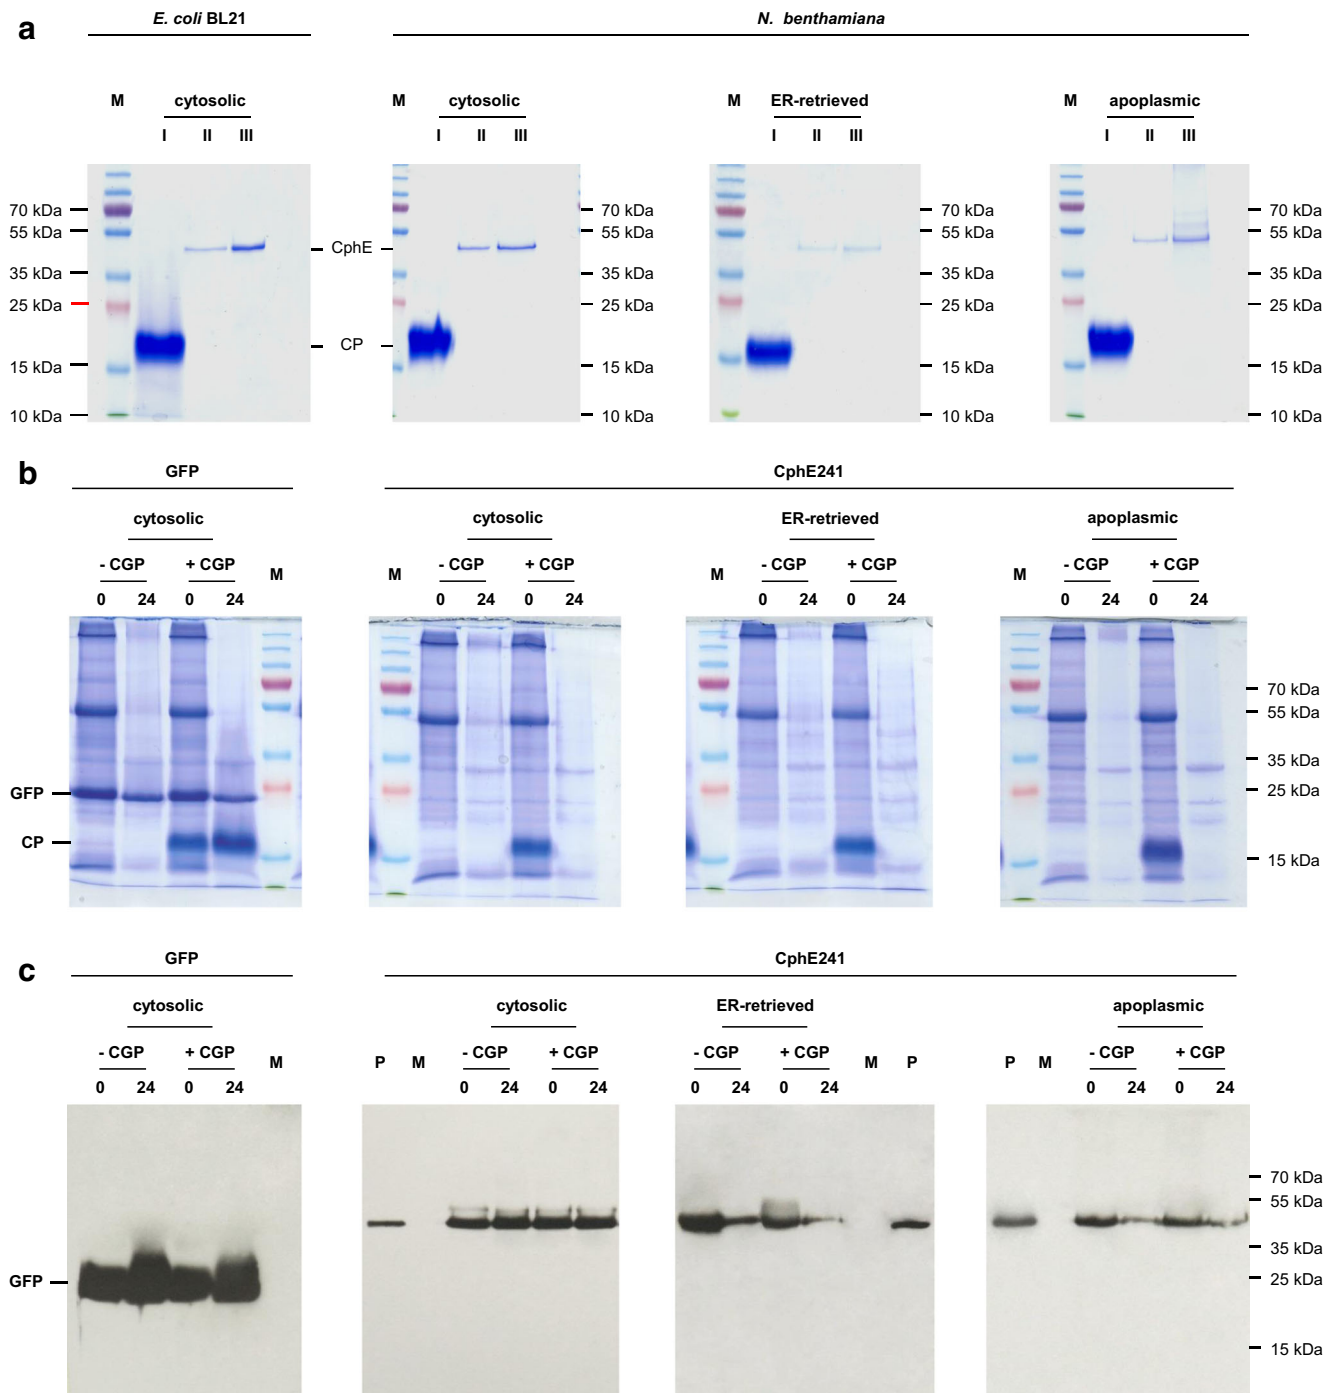 a
E. coli BL21
N. benthamiana
M cytosolic M cytosolic M ER-retrieved M apoplasmic
I II III I II III I II III I II III
70 kDa 70 kDa 70 kDa 70 kDa
55 kDa CphE 55 kDa 55 kDa 55 kDa
35 kDa 35 kDa 35 kDa 35 kDa
25 kDa 25 kDa 25 kDa 25 kDa
CP
15 kDa 15 kDa 15 kDa 15 kDa
10 kDa 10 kDa 10 kDa 10 kDa
b
GFP CphE241
cytosolic cytosolic ER-retrieved apoplasmic
- CGP + CGP M M - CGP + CGP M - CGP + CGP M - CGP + CGP
0 24 0 24 0 24 0 24 0 24 0 24 0 24 0 24
70 kDa
55 kDa
35 kDa
GFP 25 kDa
CP
15 kDa
c
GFP CphE241
cytosolic cytosolic ER-retrieved apoplasmic
- CGP + CGP M P M - CGP + CGP - CGP + CGP M P P M - CGP + CGP
0 24 0 24 0 24 0 24 0 24 0 24 0 24 0 24
70 kDa
55 kDa
35 kDa
GFP 25 kDa
15 kDa